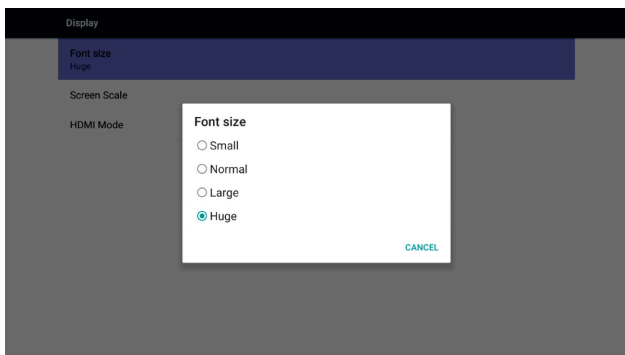 Display
Font size
Huge
Screen Scale
HDMI Mode
Font size
Small
Normal
Large
Huge
CANCEL